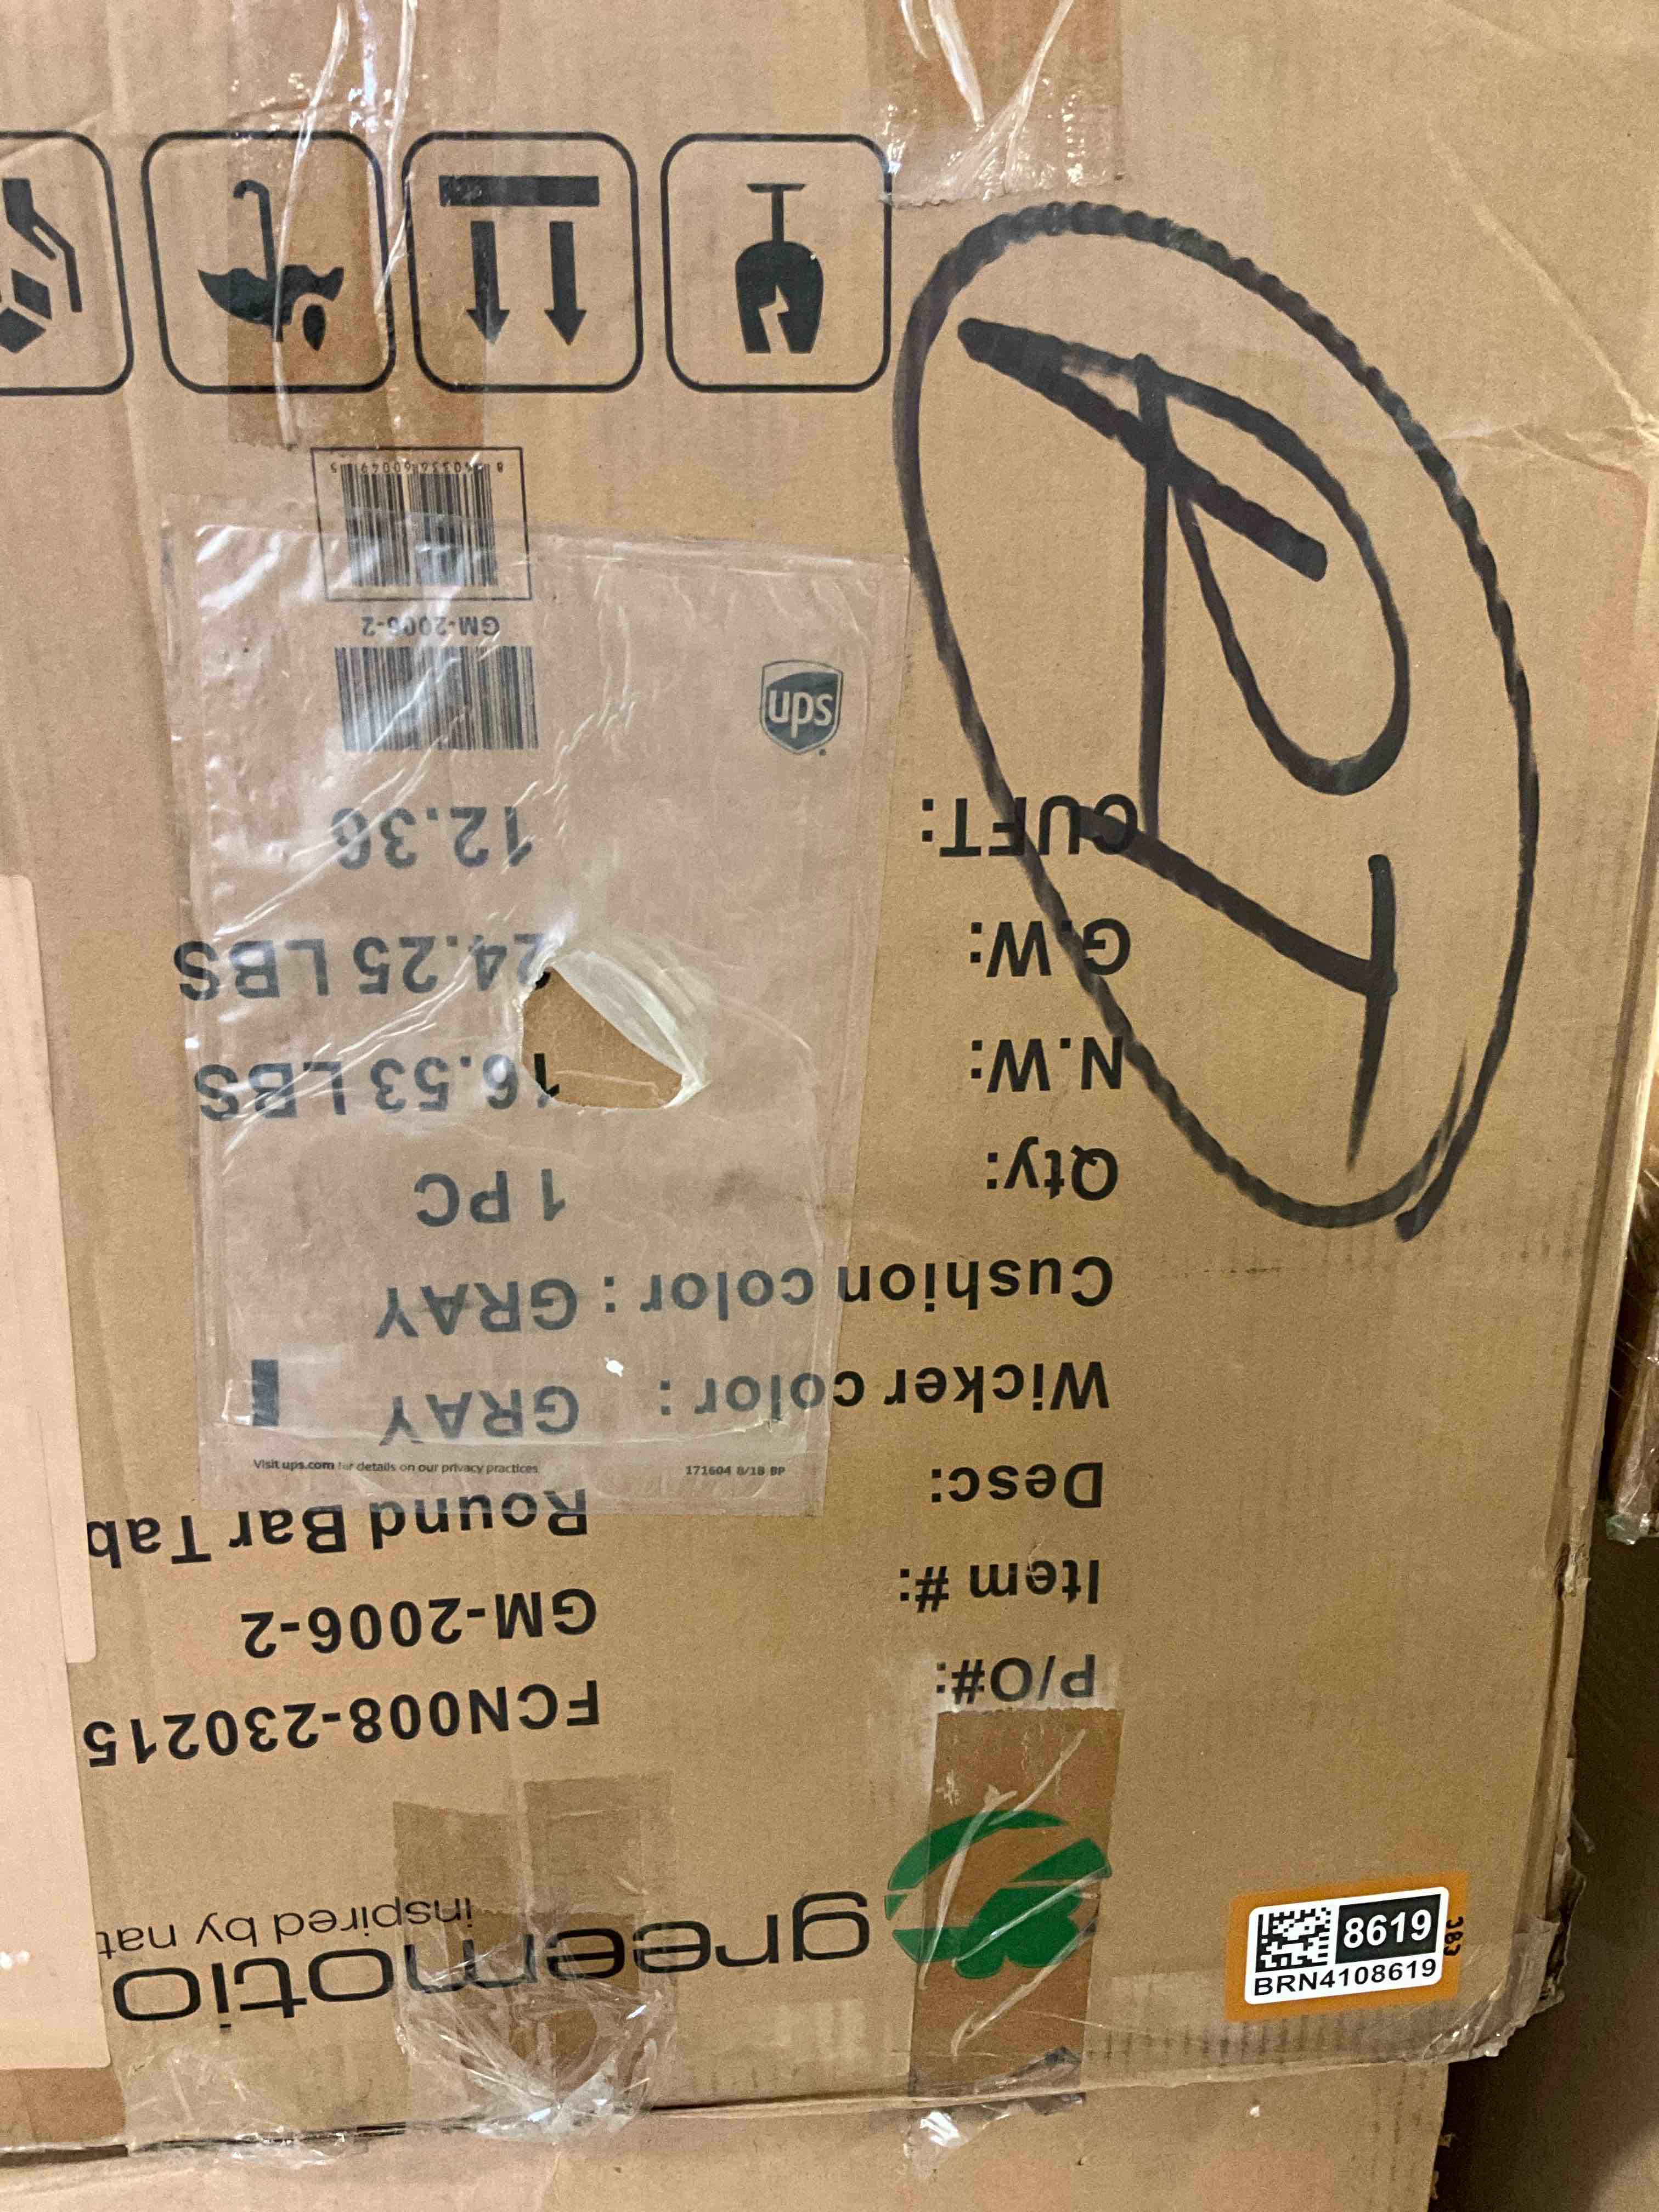 greemotio
inspired by nat
P/O#: FCN008-230215
Item #: GM-2006-2
Desc: Round Bar Tab
Wicker color : GRAY
Cushion color : GRAY
Qty: 1 PC
N.W: 16.53 LBS
G.W: 24.25 LBS
CUFT: 12.36
GM-2006-2
ups
Visit ups.com for details on our privacy practices
171604 8/18 BP
8619
BRN4108619